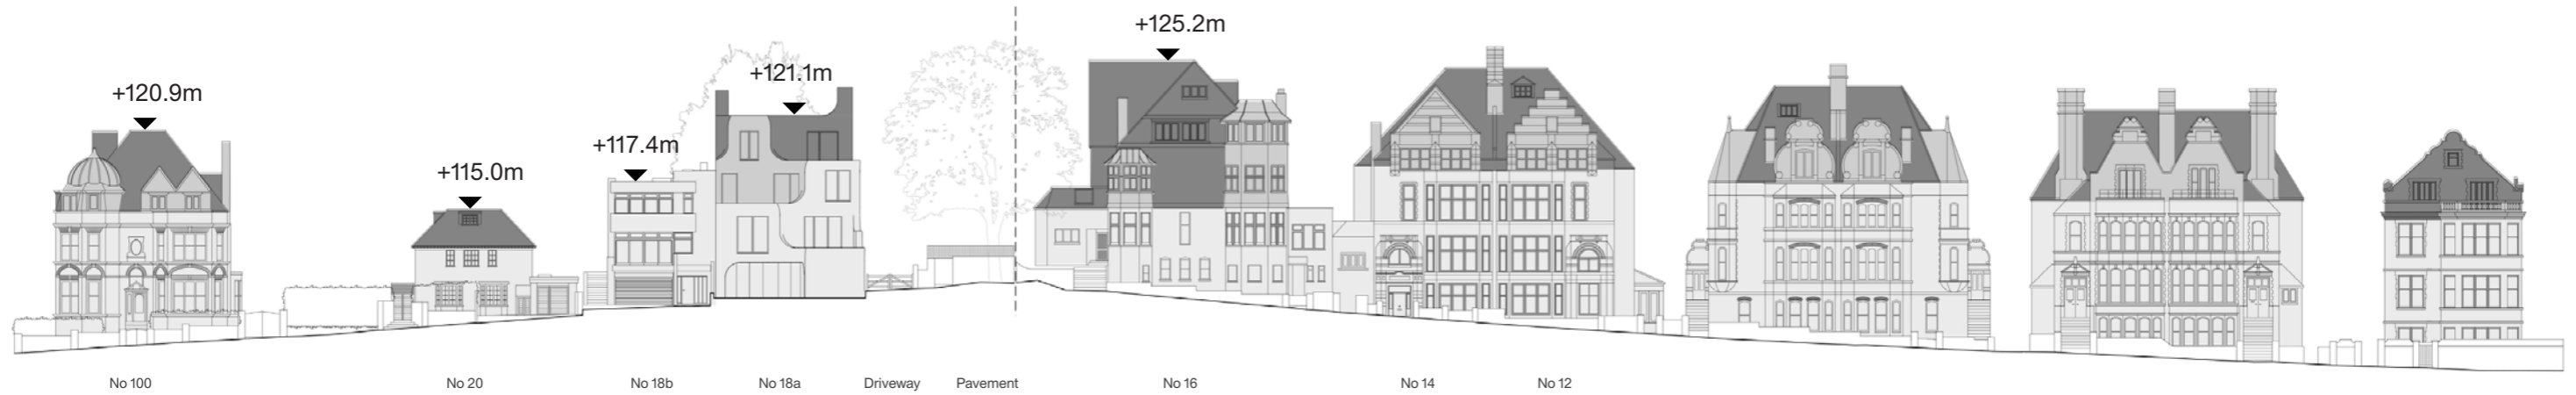 +120.9m
+115.0m
+117.4m
+121.1m
+125.2m
No 100
No 20
No 18b
No 18a
Driveway
Pavement
No 16
No 14
No 12